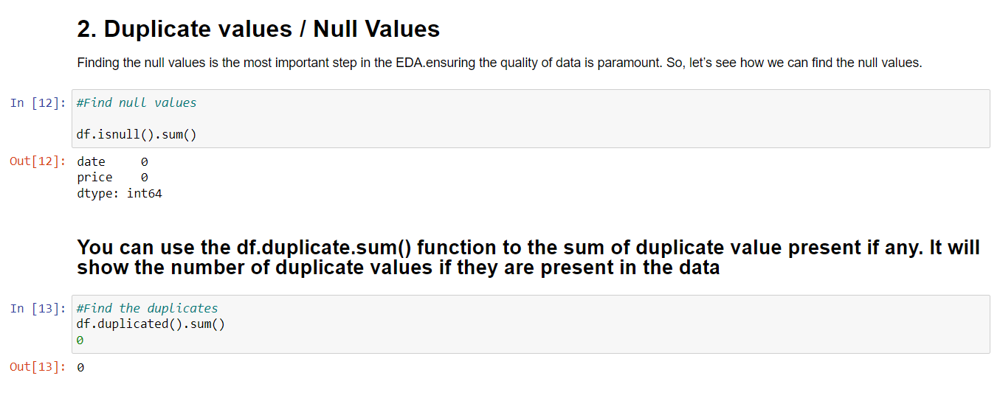 2. Duplicate values / Null Values
Finding the null values is the most important step in the EDA.ensuring the quality of data is paramount. So, let’s see how we can find the null values.
In [12]: #Find null values
df.isnull().sum()
Out[12]: date     0
price    0
dtype: int64
You can use the df.duplicate.sum() function to the sum of duplicate value present if any. It will
show the number of duplicate values if they are present in the data
In [13]: #Find the duplicates
df.duplicated().sum()
0
Out[13]: 0